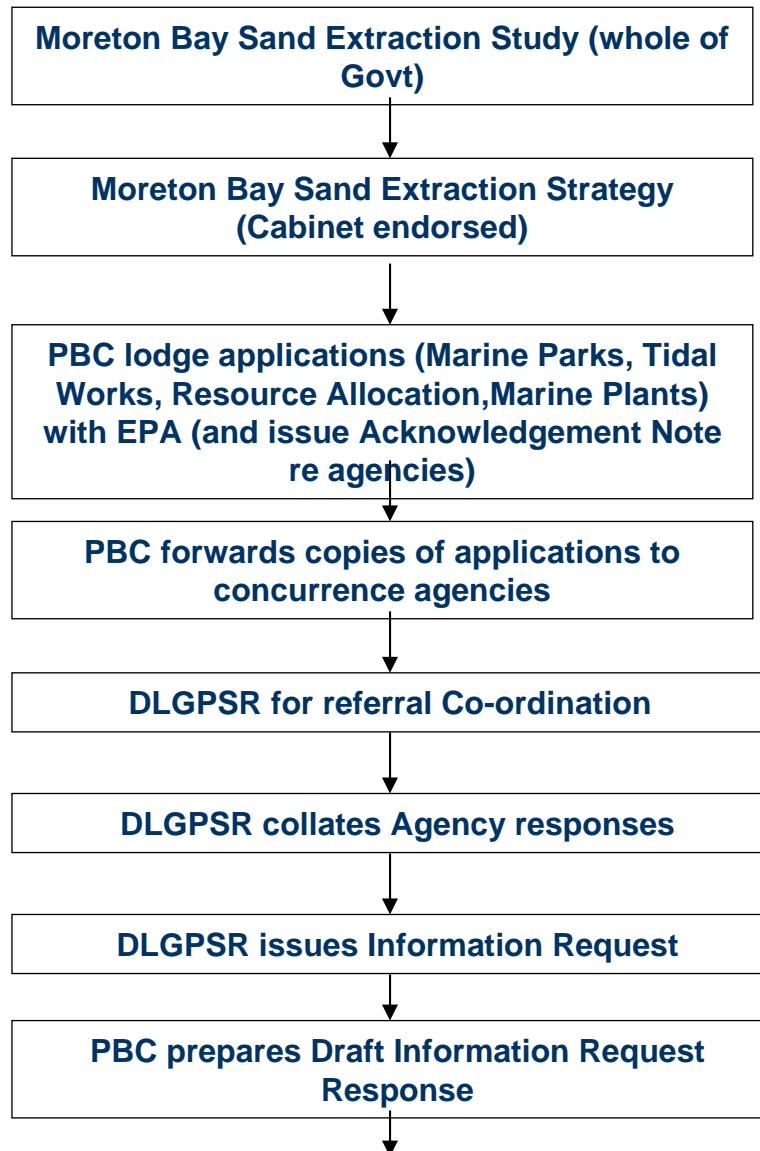 Moreton Bay Sand Extraction Study (whole of
Govt)
Moreton Bay Sand Extraction Strategy
(Cabinet endorsed)
PBC lodge applications (Marine Parks, Tidal
Works, Resource Allocation,Marine Plants)
with EPA (and issue Acknowledgement Note
re agencies)
PBC forwards copies of applications to
concurrence agencies
DLGPSR for referral Co-ordination
DLGPSR collates Agency responses
DLGPSR issues Information Request
PBC prepares Draft Information Request
Response